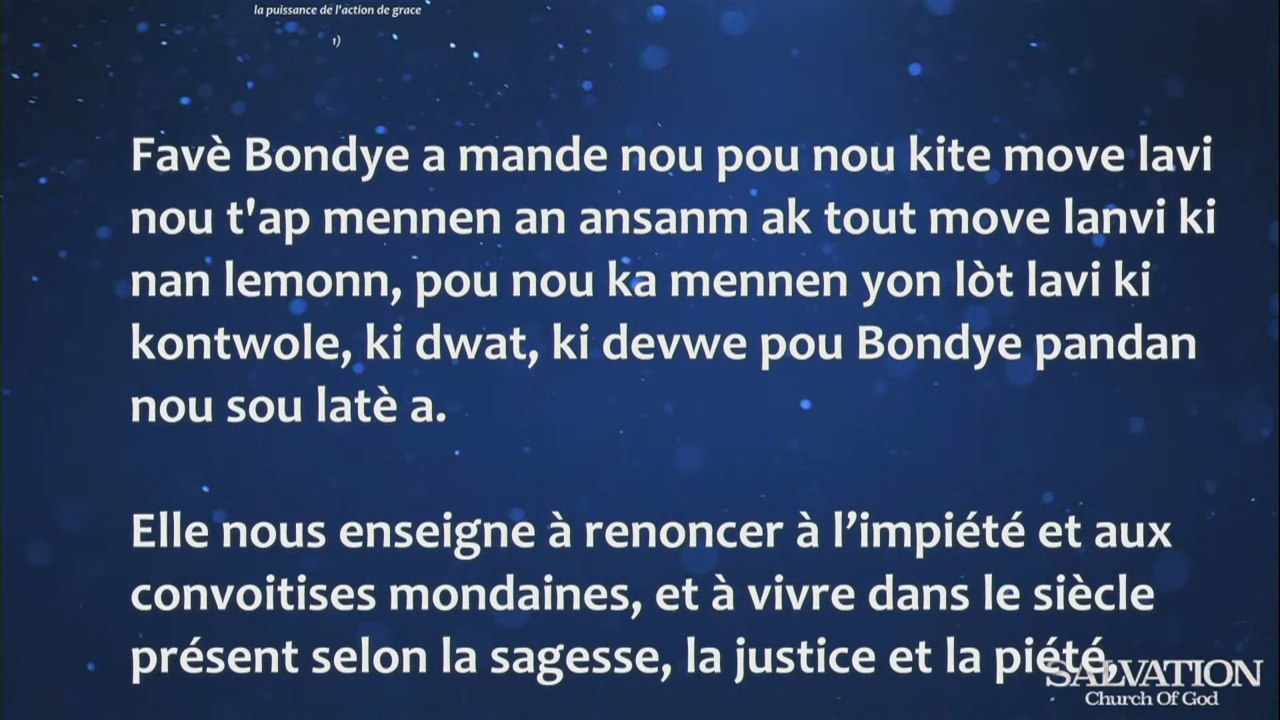 la puissance de l'action de grace
1)
Favè Bondye a mande nou pou nou kite move lavi
nou t'ap mennen an ansanm ak tout move lanvi ki
nan lemonn, pou nou ka mennen yon lòt lavi ki
kontwole, ki dwat, ki devwe pou Bondye pandan
nou sou latè a.
Elle nous enseigne à renoncer à l’impiété et aux
convoitises mondaines, et à vivre dans le siècle
présent selon la sagesse, la justice et la piété,
SALVATION
Church Of God